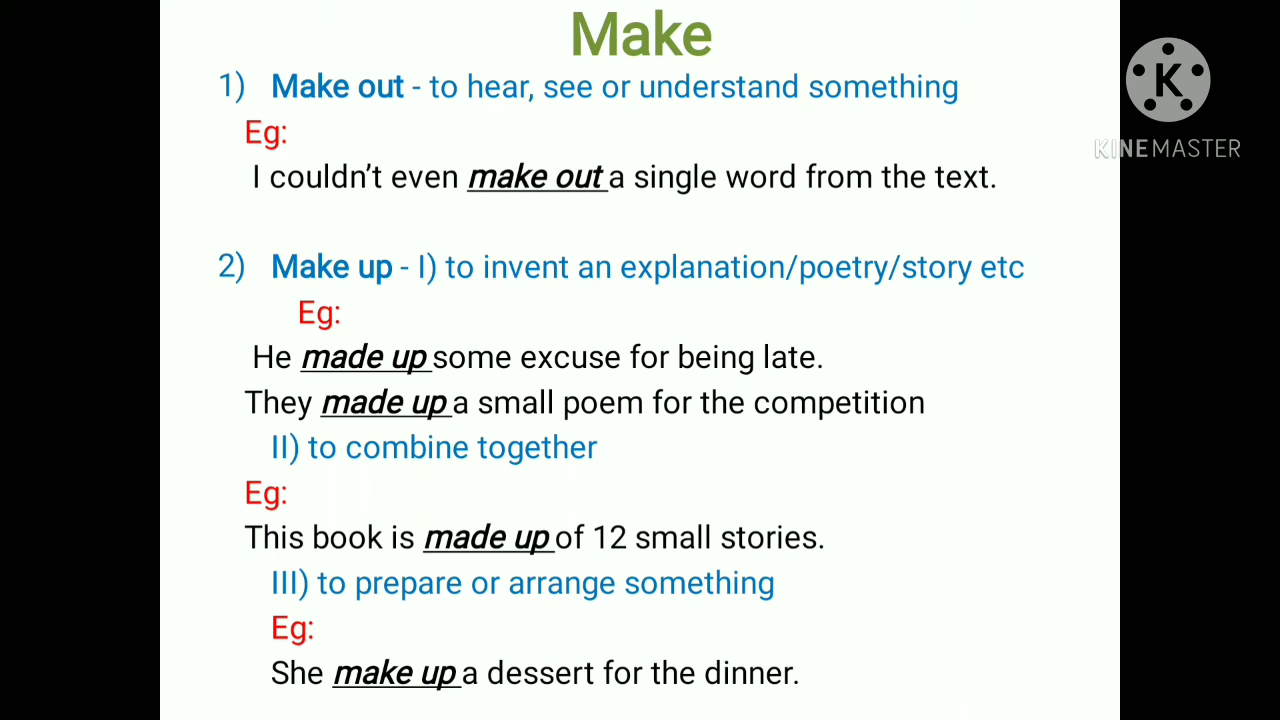 Make
1) Make out - to hear, see or understand something
Eg:
I couldn’t even make out a single word from the text.
2) Make up - I) to invent an explanation/poetry/story etc
Eg:
He made up some excuse for being late.
They made up a small poem for the competition
II) to combine together
Eg:
This book is made up of 12 small stories.
III) to prepare or arrange something
Eg:
She make up a dessert for the dinner.
K
KINEMASTER